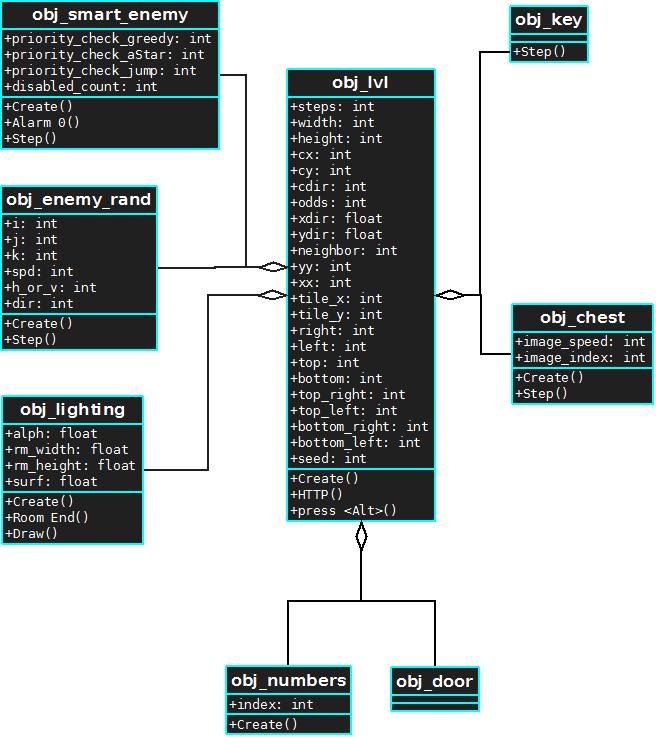 obj_smart_enemy
+priority_check_greedy: int
+priority_check_aStar: int
+priority_check_jump: int
+disabled_count: int
+Create()
+Alarm 0()
+Step()
obj_enemy_rand
+i: int
+j: int
+k: int
+spd: int
+h_or_v: int
+dir: int
+Create()
+Step()
obj_lighting
+alph: float
+rm_width: float
+rm_height: float
+surf: float
+Create()
+Room End()
+Draw()
obj_lvl
+steps: int
+width: int
+height: int
+cx: int
+cy: int
+cdir: int
+odds: int
+xdir: float
+ydir: float
+neighbor: int
+yy: int
+xx: int
+tile_x: int
+tile_y: int
+right: int
+left: int
+top: int
+bottom: int
+top_right: int
+top_left: int
+bottom_right: int
+bottom_left: int
+seed: int
+Create()
+HTTP()
+press <Alt>()
obj_key
+Step()
obj_chest
+image_speed: int
+image_index: int
+Create()
+Step()
obj_numbers
+index: int
+Create()
obj_door